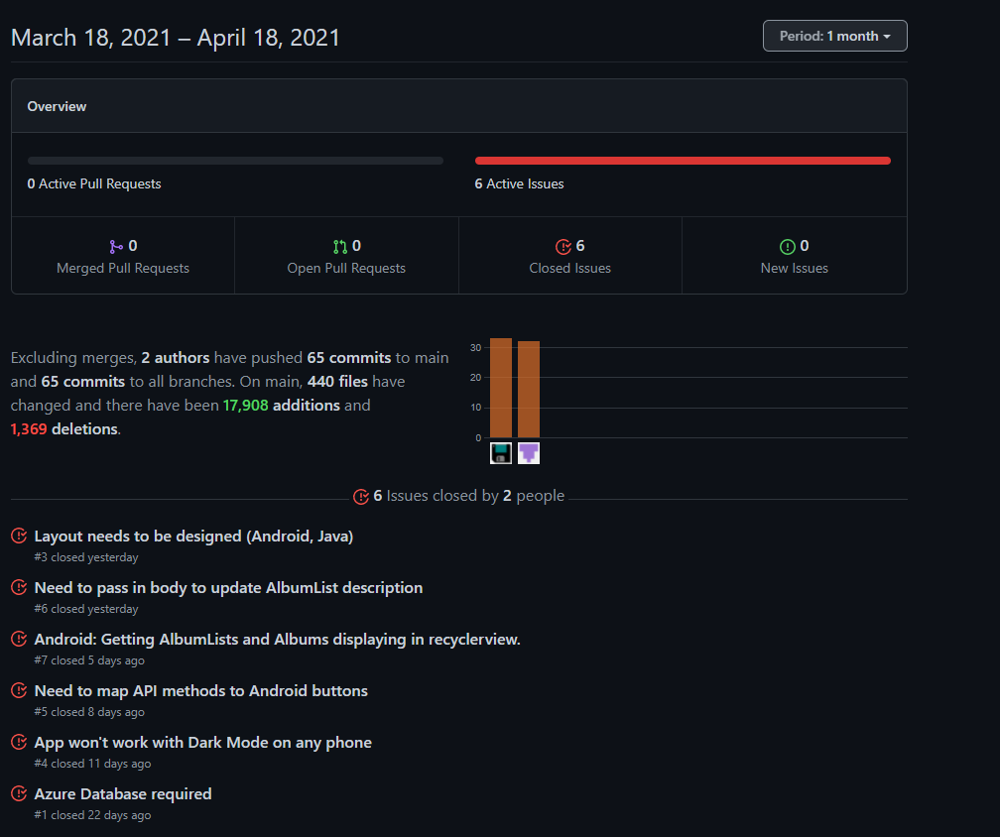 March 18, 2021 – April 18, 2021
Period: 1 month
Overview
0 Active Pull Requests
6 Active Issues
0
Merged Pull Requests
0
Open Pull Requests
6
Closed Issues
0
New Issues
Excluding merges, 2 authors have pushed 65 commits to main
and 65 commits to all branches. On main, 440 files have
changed and there have been 17,908 additions and
1,369 deletions.
30
20
10
0
6 Issues closed by 2 people
Layout needs to be designed (Android, Java)
#3 closed yesterday
Need to pass in body to update AlbumList description
#6 closed yesterday
Android: Getting AlbumLists and Albums displaying in recyclerview.
#7 closed 5 days ago
Need to map API methods to Android buttons
#5 closed 8 days ago
App won't work with Dark Mode on any phone
#4 closed 11 days ago
Azure Database required
#1 closed 22 days ago